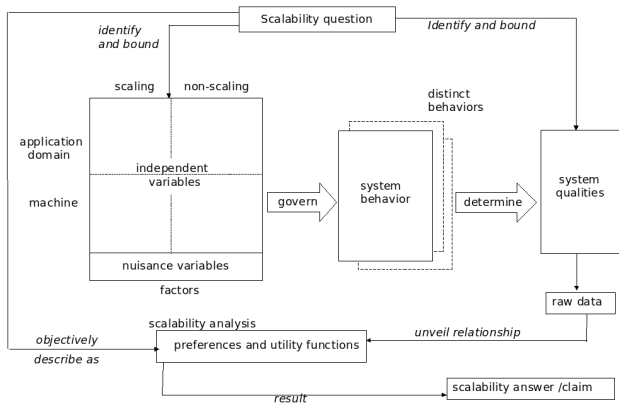 Scalability question
identify
and bound
Identify and bound
scaling
non-scaling
distinct
behaviors
application
domain
independent
variables
system
behavior
system
qualities
machine
govern
determine
nuisance variables
factors
raw data
scalability analysis
objectively
describe as
preferences and utility functions
unveil relationship
scalability answer /claim
result